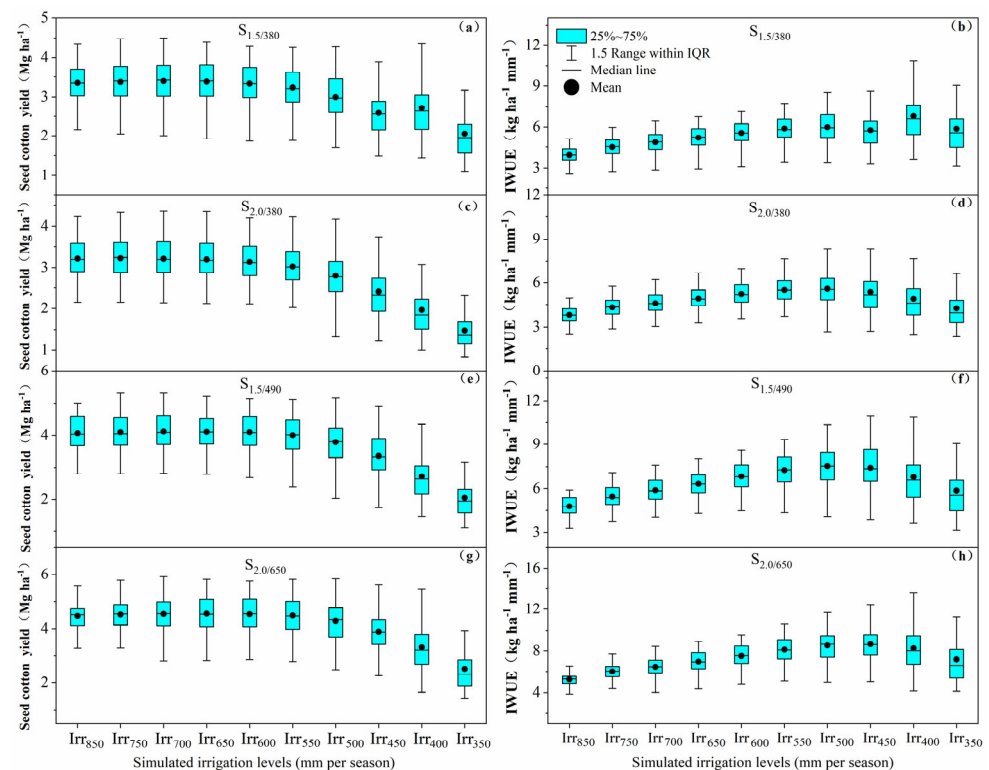 S1.5/380
(a)
Seed cotton yield (Mg ha-1)
5
4
3
2
1
S1.5/380
(b)
25%~75%
1.5 Range within IQR
Median line
Mean
IWUE (kg ha-1 mm-1)
12
9
6
3
12
S2.0/380
(c)
Seed cotton yield (Mg ha-1)
4
3
2
1
6
S2.0/380
(d)
IWUE (kg ha-1 mm-1)
9
6
3
0
S1.5/490
(e)
Seed cotton yield (Mg ha-1)
4
2
S1.5/490
(f)
IWUE (kg ha-1 mm-1)
12
9
6
3
S2.0/650
(g)
Seed cotton yield (Mg ha-1)
6
4
2
S2.0/650
(h)
IWUE (kg ha-1 mm-1)
16
12
8
4
Irr850 Irr750 Irr700 Irr650 Irr600 Irr550 Irr500 Irr450 Irr400 Irr350
Simulated irrigation levels (mm per season)
Irr850 Irr750 Irr700 Irr650 Irr600 Irr550 Irr500 Irr450 Irr400 Irr350
Simulated irrigation levels (mm per season)